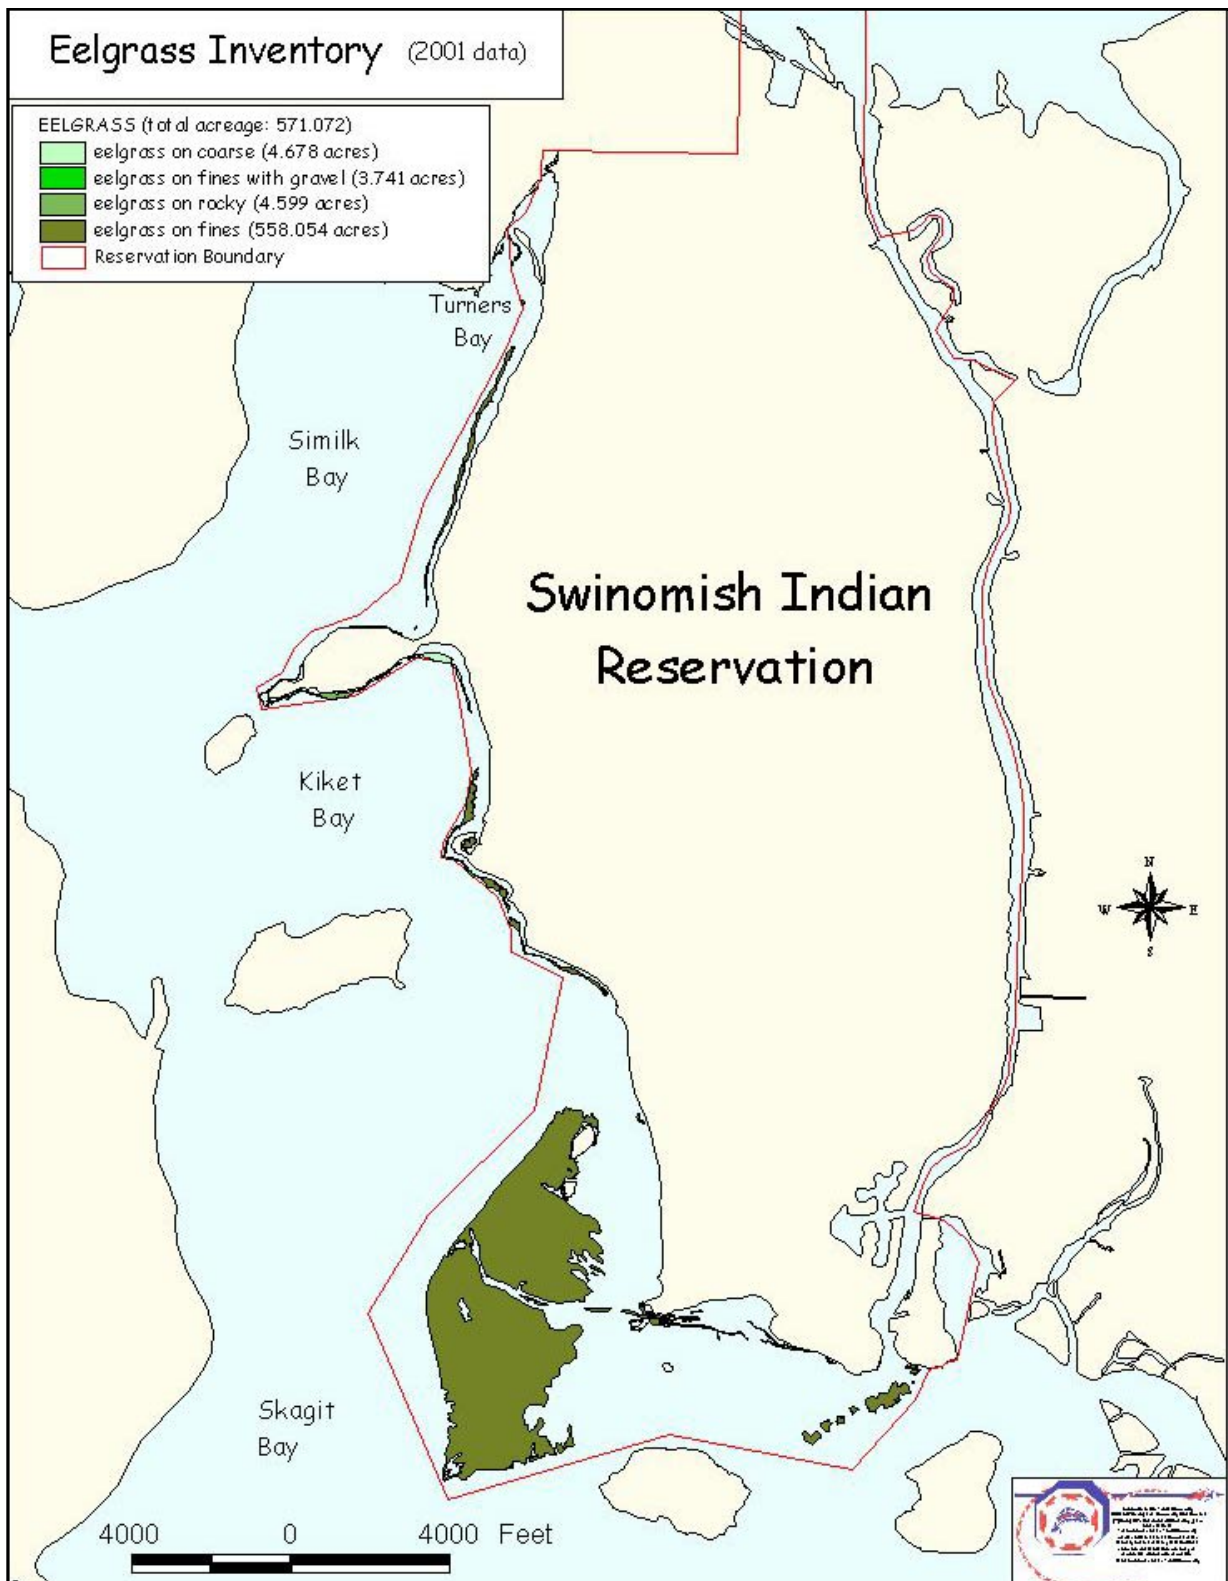 Eelgrass Inventory (2001 data)
EELGRASS (total acreage: 571.072)
eelgrass on coarse (4.678 acres)
eelgrass on fines with gravel (3.741 acres)
eelgrass on rocky (4.599 acres)
eelgrass on fines (558.054 acres)
Reservation Boundary
Turners
Bay
Similk
Bay
Swinomish Indian
Reservation
Kiket
Bay
N
W E
S
Skagit
Bay
4000 0 4000 Feet